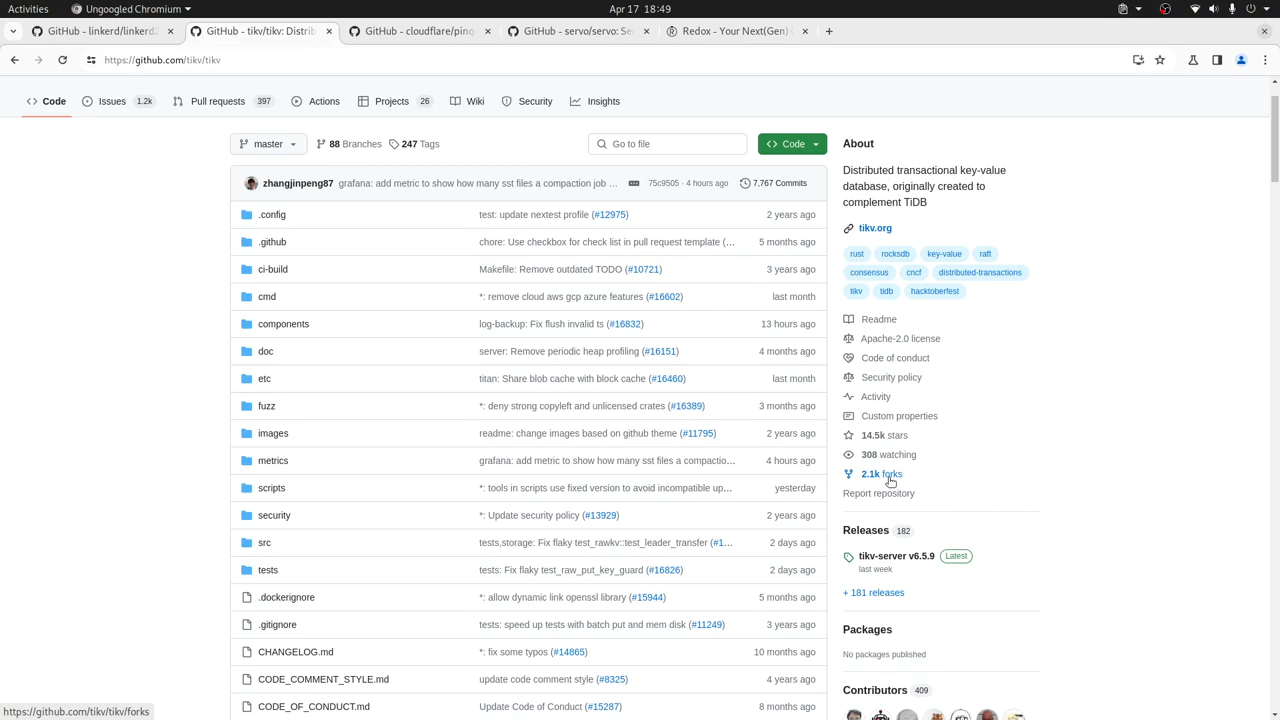 Activities
Ungoogled Chromium
Apr 17 18:49
GitHub - linkerd/linkerd2
GitHub - tikv/tikv: Distrib
GitHub - cloudflare/pinq
GitHub - servo/servo: Se
Redox - Your Next(Gen)
https://github.com/tikv/tikv
Code
Issues 1.2k
Pull requests 397
Actions
Projects 26
Wiki
Security
Insights
master
88 Branches
247 Tags
Go to file
Code
zhangjinpeng87 grafana: add metric to show how many sst files a compaction job … 75c9505 · 4 hours ago 7,767 Commits
.config test: update nextest profile (#12975) 2 years ago
.github chore: Use checkbox for check list in pull request template (… 5 months ago
ci-build Makefile: Remove outdated TODO (#10721) 3 years ago
cmd *: remove cloud aws gcp azure features (#16602) last month
components log-backup: Fix flush invalid ts (#16832) 13 hours ago
doc server: Remove periodic heap profiling (#16151) 4 months ago
etc titan: Share blob cache with block cache (#16460) last month
fuzz *: deny strong copyleft and unlicensed crates (#16389) 3 months ago
images readme: change images based on github theme (#11795) 2 years ago
metrics grafana: add metric to show how many sst files a compactio… 4 hours ago
scripts *: tools in scripts use fixed version to avoid incompatible up… yesterday
security *: Update security policy (#13929) 2 years ago
src tests,storage: Fix flaky test_rawkv::test_leader_transfer (#1… 2 days ago
tests tests: Fix flaky test_raw_put_key_guard (#16826) 2 days ago
.dockerignore *: allow dynamic link openssl library (#15944) 5 months ago
.gitignore tests: speed up tests with batch put and mem disk (#11249) 3 years ago
CHANGELOG.md *: fix some typos (#14865) 10 months ago
CODE_COMMENT_STYLE.md update code comment style (#8325) 4 years ago
CODE_OF_CONDUCT.md Update Code of Conduct (#15287) 8 months ago
About
Distributed transactional key-value
database, originally created to
complement TiDB
tikv.org
rust rocksdb key-value raft
consensus cncf distributed-transactions
tikv tidb hacktoberfest
Readme
Apache-2.0 license
Code of conduct
Security policy
Activity
Custom properties
14.5k stars
308 watching
2.1k forks
Report repository
Releases 182
tikv-server v6.5.9 Latest
last week
+ 181 releases
Packages
No packages published
Contributors 409
https://github.com/tikv/tikv/forks